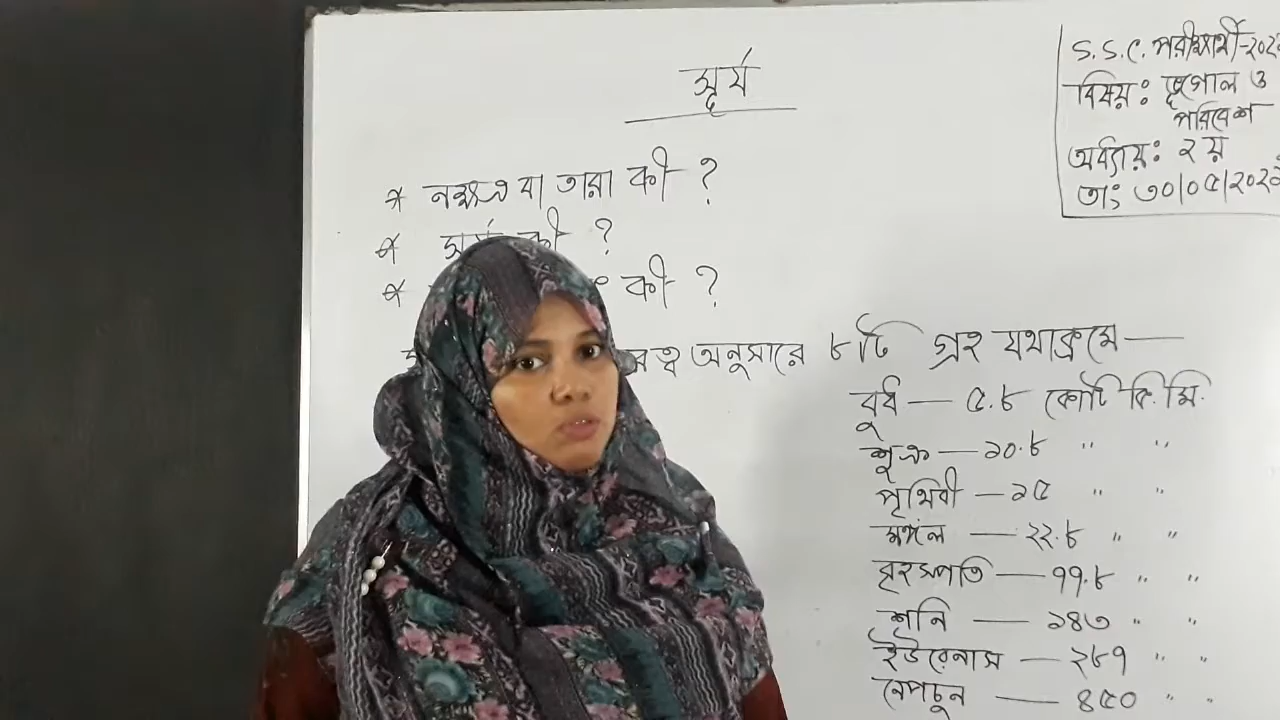 সূর্য
S.S.C. পরীক্ষার্থী-২০২
বিষয়: ভূগোল ও
পরিবেশ
অধ্যায়: ২য়
তাং ৩০/০৫/২০২
* নক্ষত্র বা তারা কী ?
* সূর্য কী ?
* কী ?
অনুসারে ৮টি গ্রহ যথাক্রমে—
বুধ — ৫.৮ কোটি কি.মি.
শুক্র — ১০.৮ " "
পৃথিবী — ১৫ " "
মঙ্গল — ২২.৮ " "
বৃহস্পতি — ৭৭.৮ " "
শনি — ১৪৩ " "
ইউরেনাস — ২৮৭ " "
নেপচুন — ৪৫০ " "